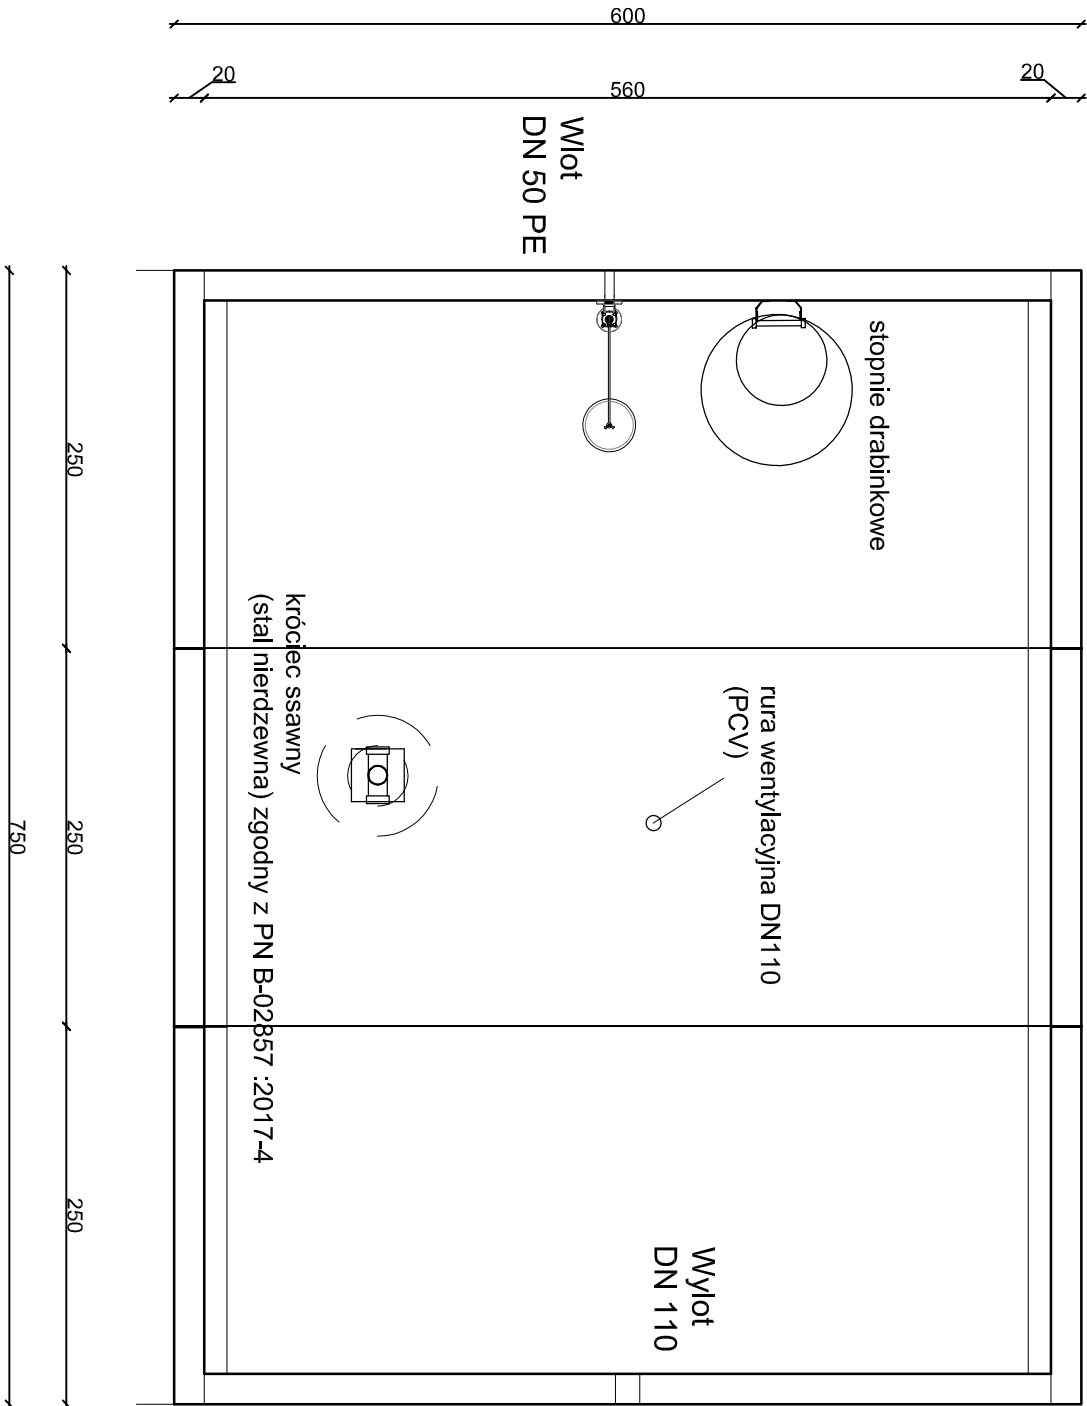 600
20
560
20
Wlot
DN 50 PE
stopnie drabinkowe
250
króciec ssawny
(stal nierdzewna) zgodny z PN B-02857 :2017-4
rura wentylacyjna DN110
(PCV)
250
750
250
Wylot
DN 110